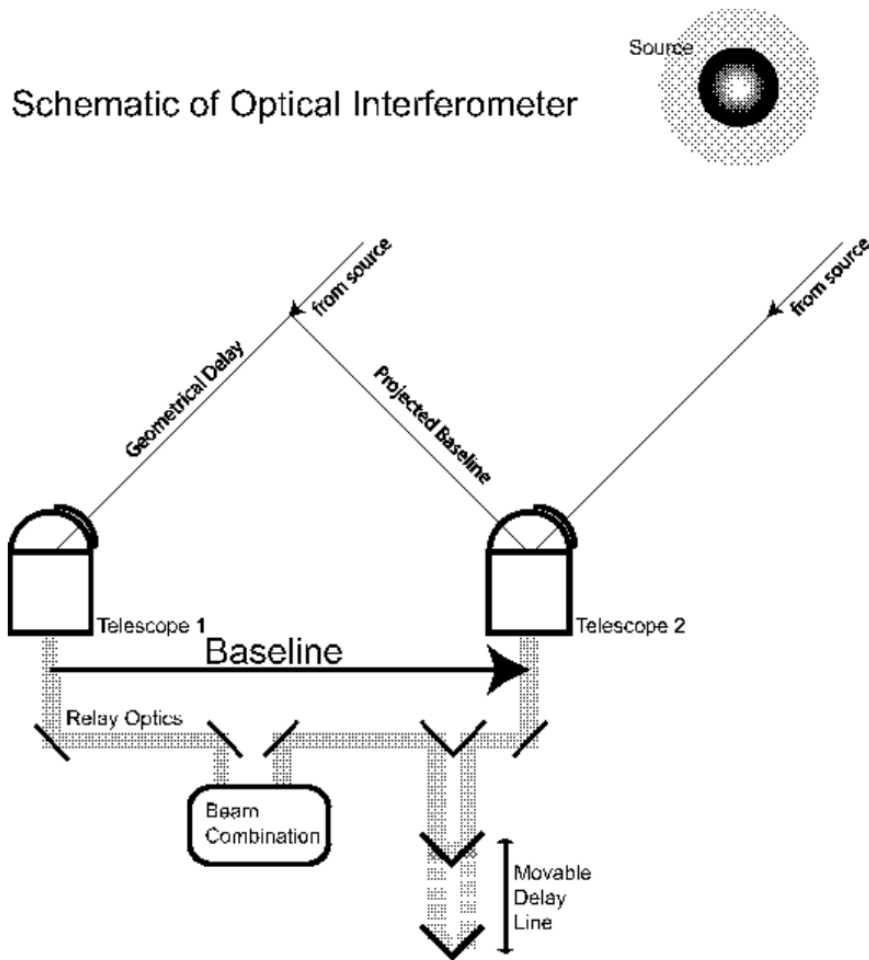 Source
Schematic of Optical Interferometer
from source
from source
Geometrical Delay
Projected Baseline
Telescope 1
Telescope 2
Baseline
Relay Optics
Beam
Combination
Movable
Delay
Line